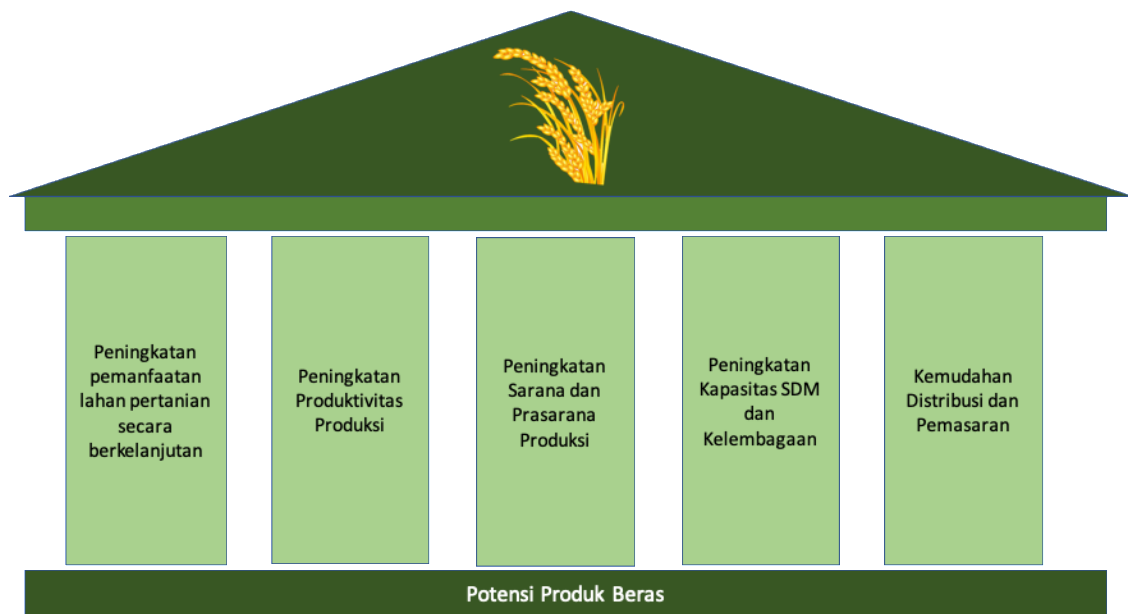 Peningkatan
pemanfaatan
lahan pertanian
secara
berkelanjutan
Peningkatan
Produktivitas
Produksi
Peningkatan
Sarana dan
Prasarana
Produksi
Peningkatan
Kapasitas SDM
dan
Kelembagaan
Kemudahan
Distribusi dan
Pemasaran
Potensi Produk Beras